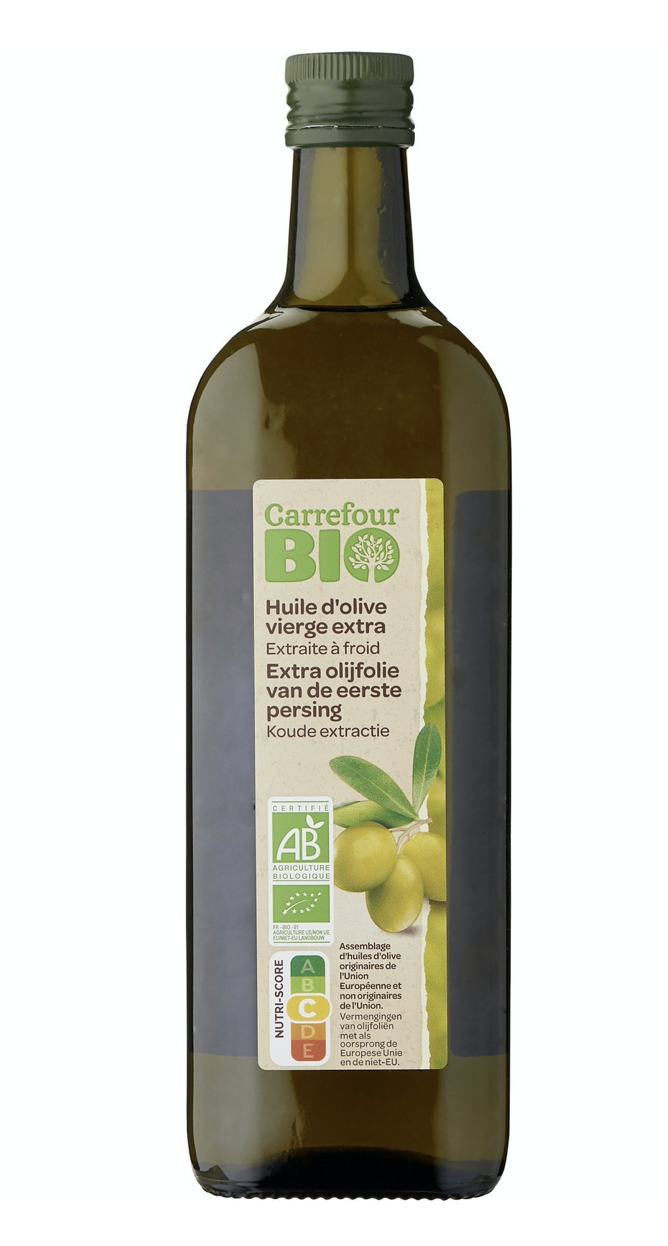 Carrefour
BIO
Huile d'olive
vierge extra
Extraite à froid
Extra olijfolie
van de eerste
persing
Koude extractie
CERTIFIÉ
AB
AGRICULTURE
BIOLOGIQUE
FR-BIO-01
AGRICULTURE UE/NON UE
EU/NIET-EU LANDBOUW
NUTRI-SCORE
A
B
C
D
E
Assemblage
d'huiles d'olive
originaires de
l'Union
Européenne et
non originaires
de l'Union.
Vermengingen
van olijfoliën
met als
oorsprong de
Europese Unie
en de niet-EU.